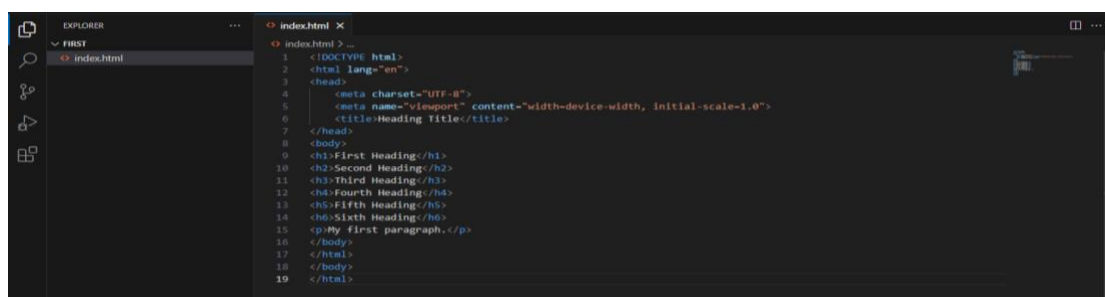 EXPLORER ...
FIRST
index.html
index.html ×
...
index.html > ...
1 <!DOCTYPE html>
2 <html lang="en">
3 <head>
4 <meta charset="UTF-8">
5 <meta name="viewport" content="width=device-width, initial-scale=1.0">
6 <title>Heading Title</title>
7 </head>
8 <body>
9 <h1>First Heading</h1>
10 <h2>Second Heading</h2>
11 <h3>Third Heading</h3>
12 <h4>Fourth Heading</h4>
13 <h5>Fifth Heading</h5>
14 <h6>Sixth Heading</h6>
15 <p>My first paragraph.</p>
16 </body>
17 </html>
18 </body>
19 </html>